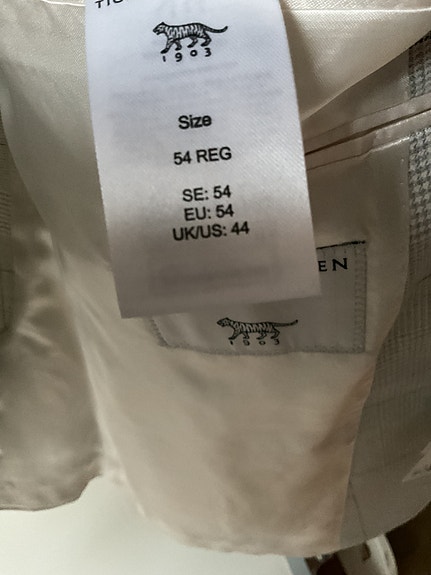 1903
Size
54 REG
SE: 54
EU: 54
UK/US: 44
EN
1903